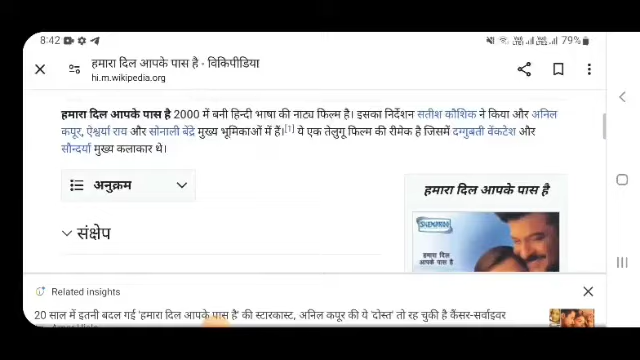 8:42 79%
हमारा दिल आपके पास है - विकिपीडिया
hi.m.wikipedia.org
हमारा दिल आपके पास है 2000 में बनी हिन्दी भाषा की नाट्य फिल्म है। इसका निर्देशन सतीश कौशिक ने किया और अनिल
कपूर, ऐश्वर्या राय और सोनाली बेंद्रे मुख्य भूमिकाओं में हैं।[1] ये एक तेलुगू फिल्म की रीमेक है जिसमें दग्गुबती वेंकटेश और
सौन्दर्या मुख्य कलाकार थे।
अनुक्रम
हमारा दिल आपके पास है
संक्षेप
हमारा दिल
आपके पास है
Related insights
20 साल में इतनी बदल गई 'हमारा दिल आपके पास है' की स्टारकास्ट, अनिल कपूर की ये 'दोस्त' तो रह चुकी है कैंसर-सर्वाइवर